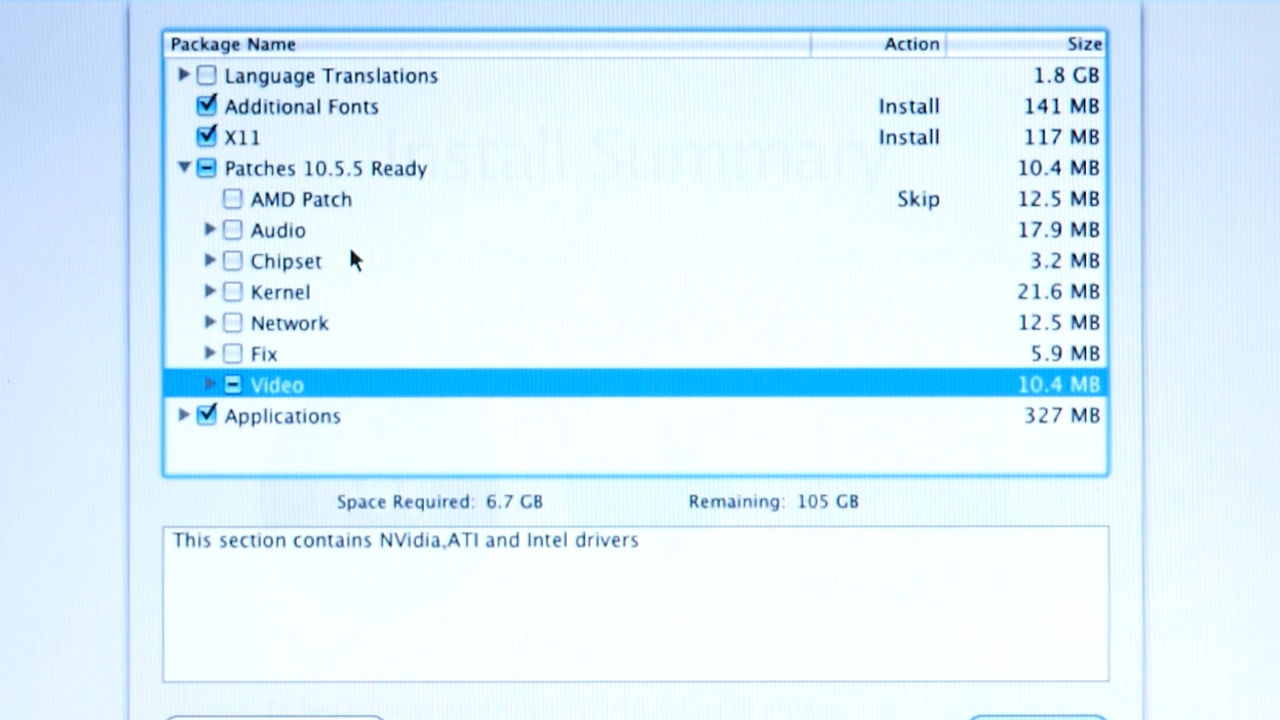 Package Name Action Size
Language Translations 1.8 GB
Additional Fonts Install 141 MB
X11 Install 117 MB
Install Summary
Patches 10.5.5 Ready 10.4 MB
AMD Patch Skip 12.5 MB
Audio 17.9 MB
Chipset 3.2 MB
Kernel 21.6 MB
Network 12.5 MB
Fix 5.9 MB
Video 10.4 MB
Applications 327 MB
Space Required: 6.7 GB Remaining: 105 GB
This section contains NVidia,ATI and Intel drivers